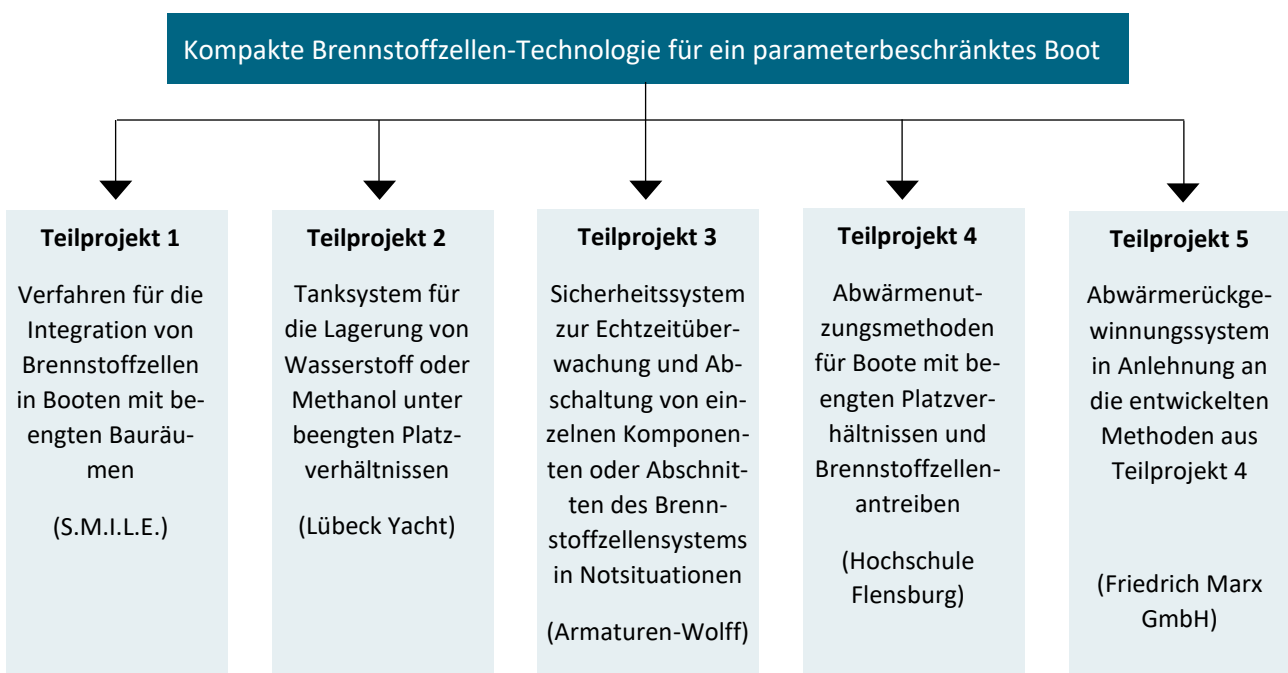 Kompakte Brennstoffzellen-Technologie für ein parameterbeschränktes Boot
Teilprojekt 1
Verfahren für die
Integration von
Brennstoffzellen
in Booten mit be-
engten Bauräu-
men
(S.M.I.L.E.)
Teilprojekt 2
Tanksystem für
die Lagerung von
Wasserstoff oder
Methanol unter
beengten Platz-
verhältnissen
(Lübeck Yacht)
Teilprojekt 3
Sicherheitssystem
zur Echtzeitüber-
wachung und Ab-
schaltung von ein-
zelnen Komponen-
ten oder Abschnit-
ten des Brenn-
stoffzellensystems
in Notsituationen
(Armaturen-Wolff)
Teilprojekt 4
Abwärmenut-
zungsmethoden
für Boote mit be-
engten Platzver-
hältnissen und
Brennstoffzellen-
antreiben
(Hochschule
Flensburg)
Teilprojekt 5
Abwärmerückge-
winnungssystem
in Anlehnung an
die entwickelten
Methoden aus
Teilprojekt 4
(Friedrich Marx
GmbH)